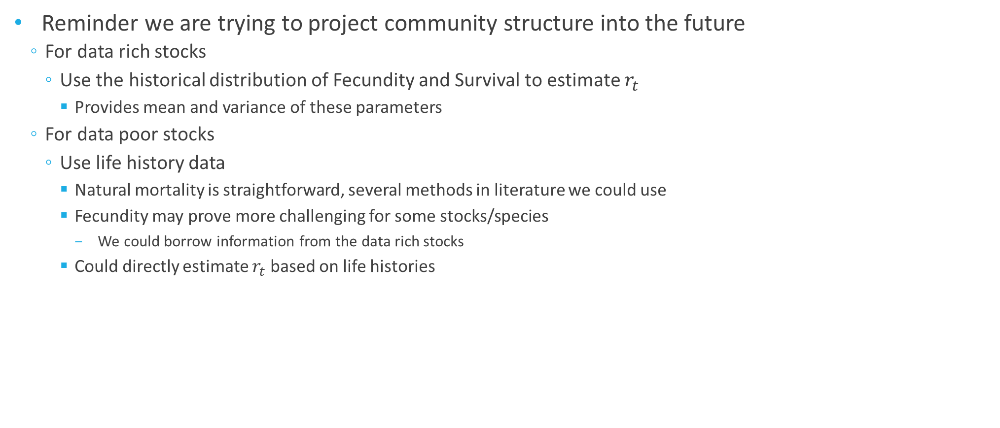 • Reminder we are trying to project community structure into the future
◦ For data rich stocks
◦ Use the historical distribution of Fecundity and Survival to estimate $r_t$
▪ Provides mean and variance of these parameters
◦ For data poor stocks
◦ Use life history data
▪ Natural mortality is straightforward, several methods in literature we could use
▪ Fecundity may prove more challenging for some stocks/species
– We could borrow information from the data rich stocks
▪ Could directly estimate $r_t$ based on life histories